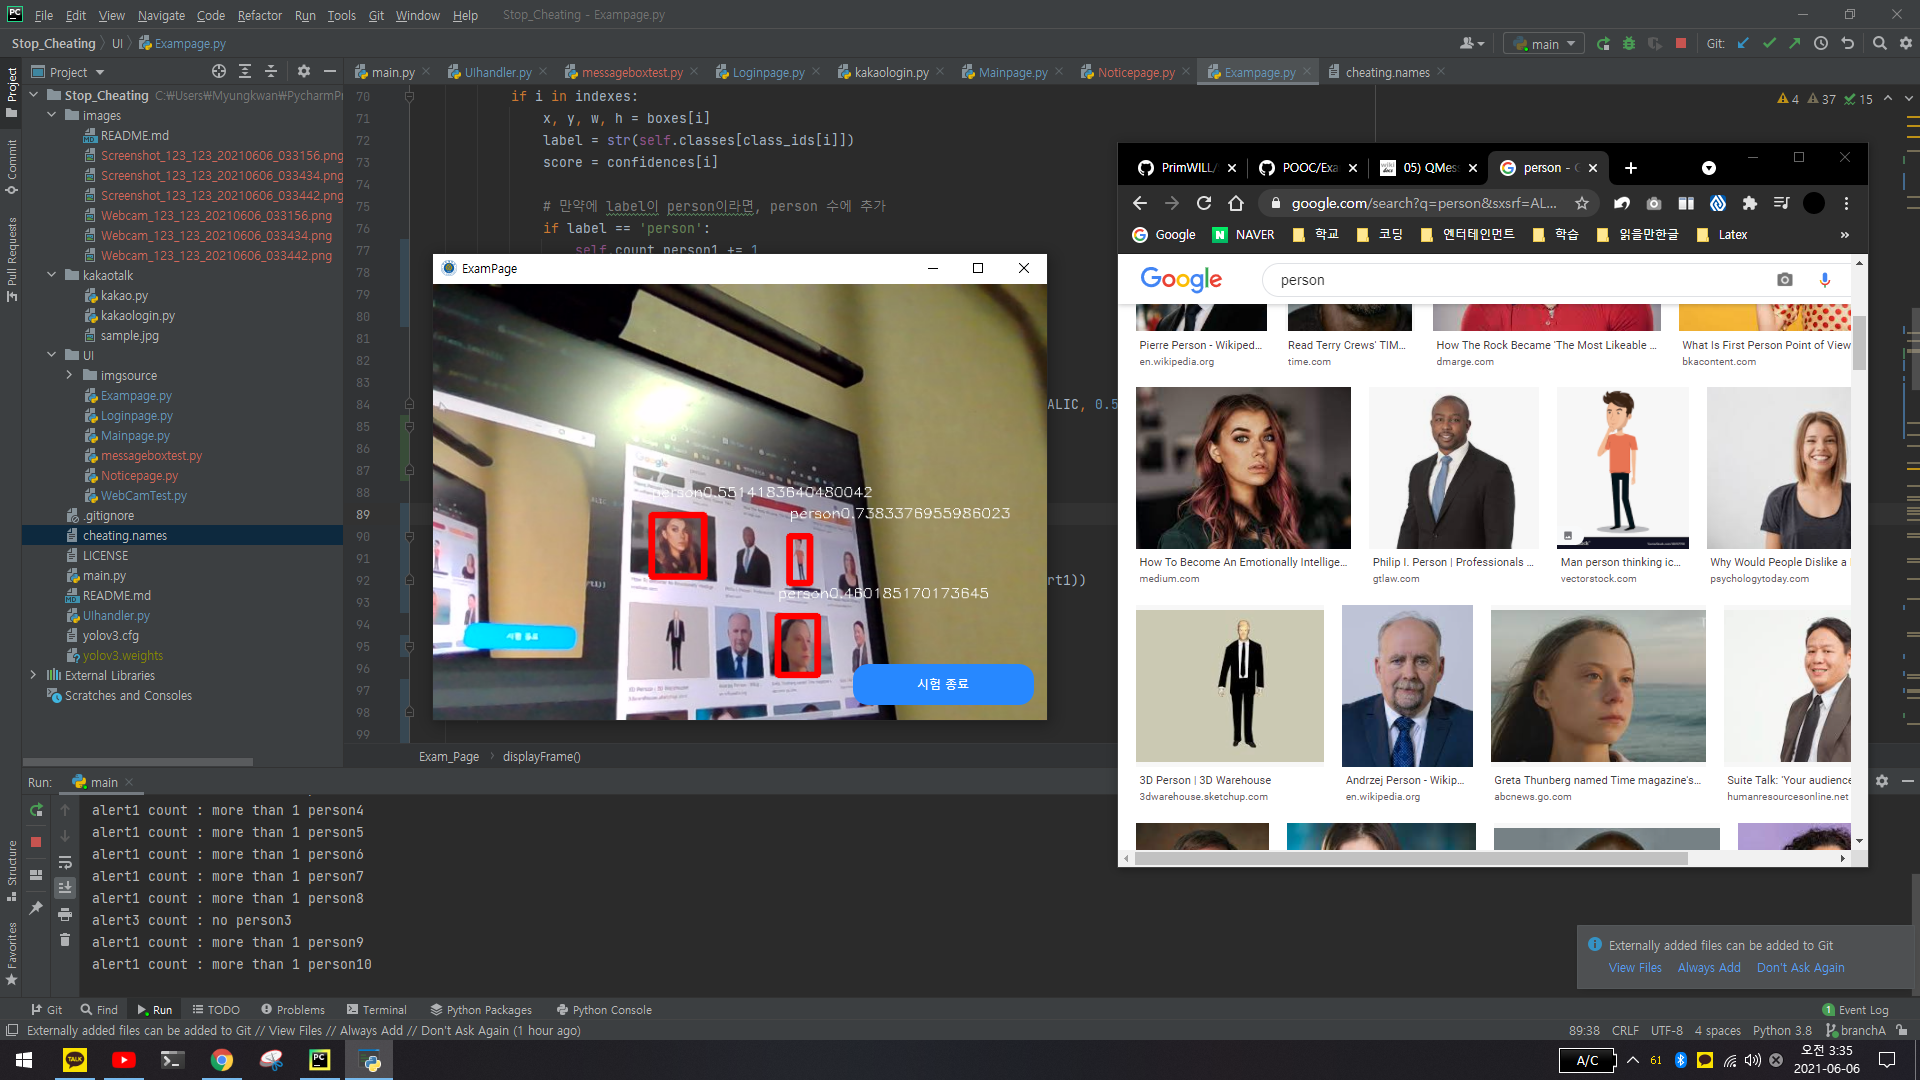 File Edit View Navigate Code Refactor Run Tools Git Window Help Stop_Cheating - Exampage.py
Stop_Cheating UI Exampage.py
main Git:
Project
main.py UIhandler.py messageboxtest.py Loginpage.py kakaologin.py Mainpage.py Noticepage.py Exampage.py cheating.names
Project
Commit
Pull Requests
Structure
Favorites
Stop_Cheating C:₩Users₩Myungkwan₩PycharmPr
images
README.md
Screenshot_123_123_20210606_033156.png
Screenshot_123_123_20210606_033434.png
Screenshot_123_123_20210606_033442.png
Webcam_123_123_20210606_033156.png
Webcam_123_123_20210606_033434.png
Webcam_123_123_20210606_033442.png
kakaotalk
kakao.py
kakaologin.py
sample.jpg
UI
imgsource
Exampage.py
Loginpage.py
Mainpage.py
messageboxtest.py
Noticepage.py
WebCamTest.py
.gitignore
cheating.names
LICENSE
main.py
README.md
UIhandler.py
yolov3.cfg
yolov3.weights
External Libraries
Scratches and Consoles
4 37 15
70 if i in indexes:
71 x, y, w, h = boxes[i]
72 label = str(self.classes[class_ids[i]])
73 score = confidences[i]
74
75 # 만약에 label이 person이라면, person 수에 추가
76 if label == 'person':
77 self.count_person1 += 1
78
79
80
81
82
83
84 ALIC, 0.5
85
86
87
88
89
90
91
92 rt1))
93
94
95
96
97
98
99
ExamPage
person0.5514183640480042
person0.7383376955986023
person0.460185170173645
시험 종료
시험 종료
Exam_Page displayFrame()
PrimWILL/ POOC/Exa 05) QMes person - G
google.com/search?q=person&sxsrf=AL...
Google NAVER 학교 코딩 엔터테인먼트 학습 읽을만한글 Latex »
Google person
Pierre Person - Wikiped... Read Terry Crews' TIM... How The Rock Became 'The Most Likeable ... What Is First Person Point of View
en.wikipedia.org time.com dmarge.com bkacontent.com
How To Become An Emotionally Intellige... Philip I. Person | Professionals ... Man person thinking ic... Why Would People Dislike a
medium.com gtlaw.com vectorstock.com psychologytoday.com
3D Person | 3D Warehouse Andrzej Person - Wikip... Greta Thunberg named Time magazine's... Suite Talk: 'Your audience
3dwarehouse.sketchup.com en.wikipedia.org abcnews.go.com humanresourcesonline.net
Run: main
alert1 count : more than 1 person4
alert1 count : more than 1 person5
alert1 count : more than 1 person6
alert1 count : more than 1 person7
alert1 count : more than 1 person8
alert3 count : no person3
alert1 count : more than 1 person9
alert1 count : more than 1 person10
Externally added files can be added to Git
View Files Always Add Don't Ask Again
Git Find Run TODO Problems Terminal Python Packages Python Console 1 Event Log
Externally added files can be added to Git // View Files // Always Add // Don't Ask Again (1 hour ago) 89:38 CRLF UTF-8 4 spaces Python 3.8 branchA
TALK PC A/C 61 오전 3:35
2021-06-06